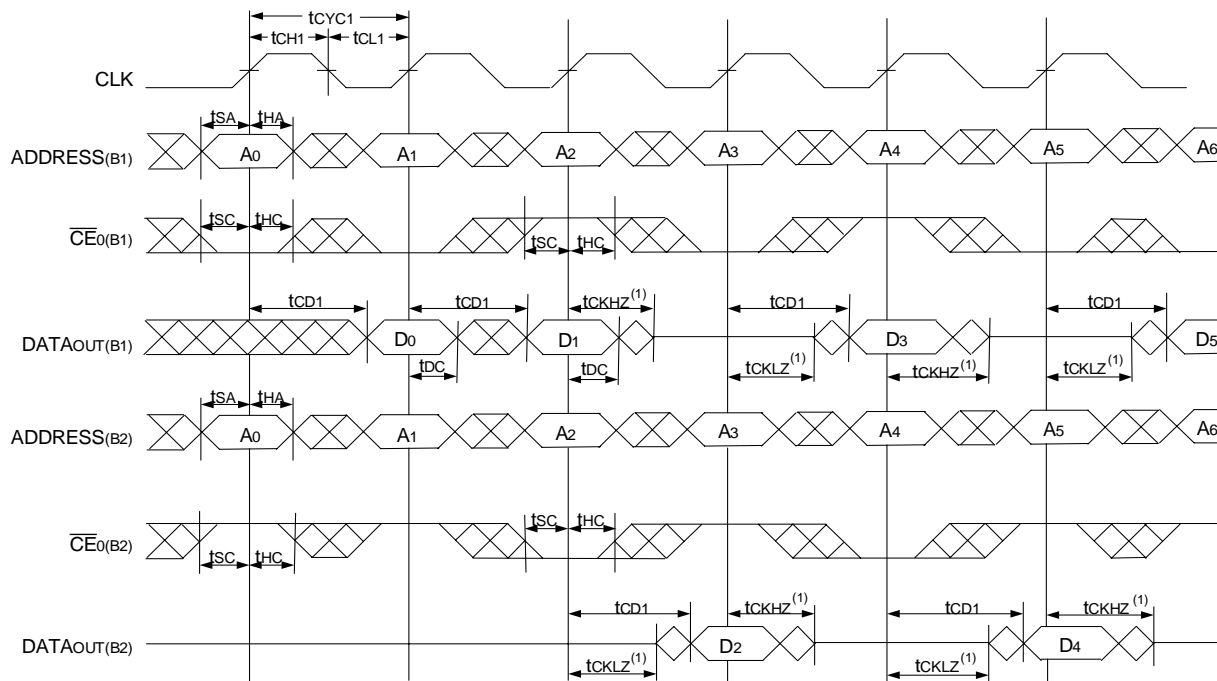 tCYC1
tCH1 tCL1
CLK
tSA tHA
ADDRESS(B1) A0 A1 A2 A3 A4 A5 A6
tSC tHC
CE0(B1)
tSC tHC
tCD1 tCD1 tCKHZ(1) tCD1 tCD1
DATAOUT(B1) D0 D1 D3 D5
tDC tDC tCKLZ(1) tCKHZ(1) tCKLZ(1)
tSA tHA
ADDRESS(B2) A0 A1 A2 A3 A4 A5 A6
tSC tHC
CE0(B2)
tSC tHC
tCD1 tCKHZ(1) tCD1 tCKHZ(1)
DATAOUT(B2) D2 D4
tCKLZ(1) tCKLZ(1)